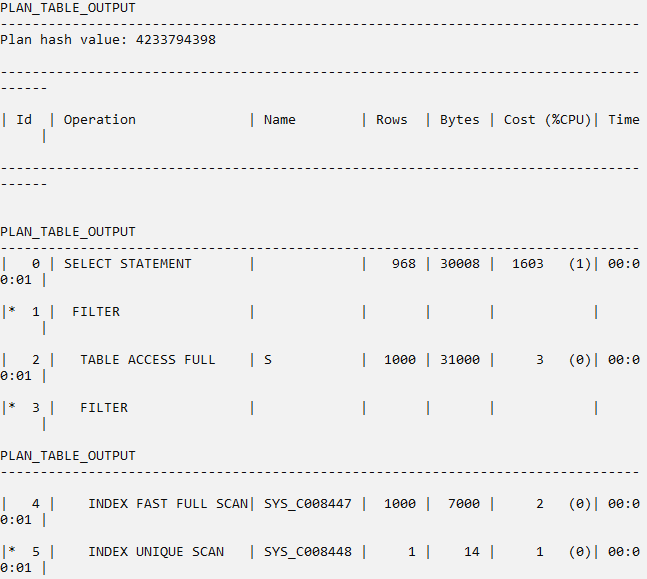 PLAN_TABLE_OUTPUT
--------------------------------------------------------------------------------
Plan hash value: 4233794398
--------------------------------------------------------------------------------
------
| Id  | Operation              | Name        | Rows  | Bytes | Cost (%CPU)| Time
     |
--------------------------------------------------------------------------------
------
PLAN_TABLE_OUTPUT
--------------------------------------------------------------------------------
|   0 | SELECT STATEMENT       |             |   968 | 30008 |  1603   (1)| 00:0
0:01 |
|*  1 |  FILTER                |             |       |       |            |
     |
|   2 |   TABLE ACCESS FULL    | S           |  1000 | 31000 |     3   (0)| 00:0
0:01 |
|*  3 |   FILTER               |             |       |       |            |
     |
PLAN_TABLE_OUTPUT
--------------------------------------------------------------------------------
|   4 |    INDEX FAST FULL SCAN| SYS_C008447 |  1000 |  7000 |     2   (0)| 00:0
0:01 |
|*  5 |    INDEX UNIQUE SCAN   | SYS_C008448 |     1 |    14 |     1   (0)| 00:0
0:01 |